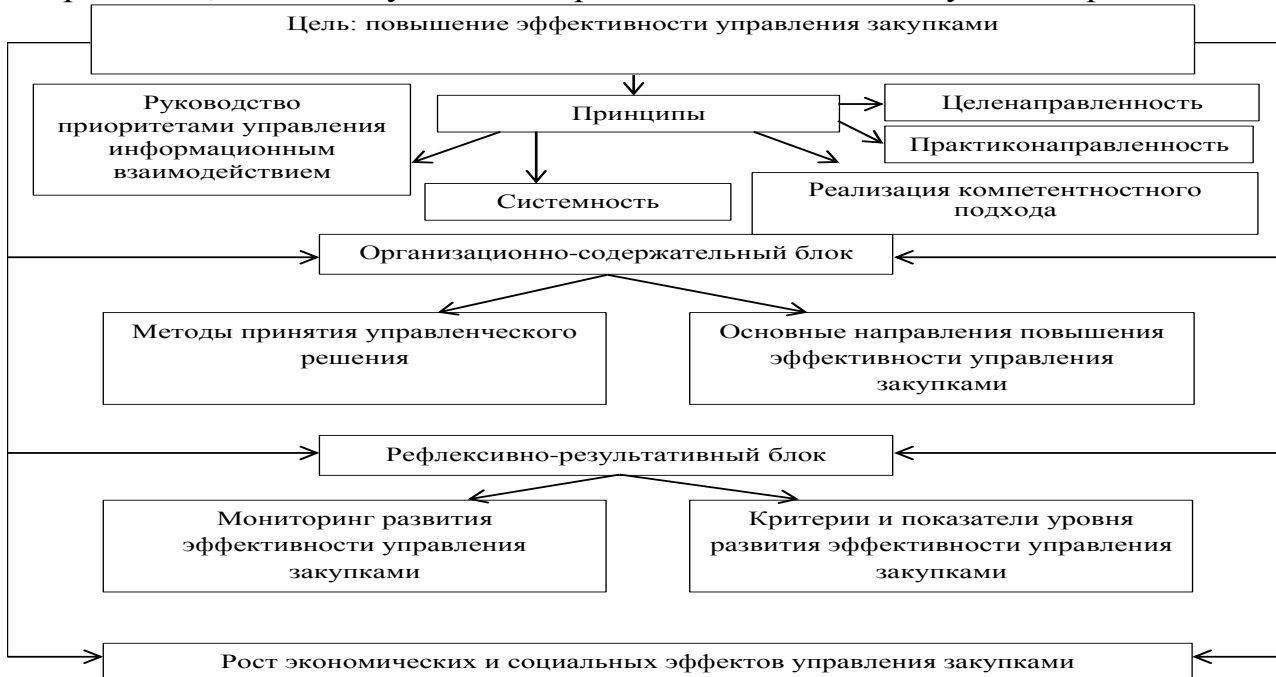 Цель: повышение эффективности управления закупками
Руководство
приоритетами управления
информационным
взаимодействием
Принципы
Целенаправленность
Практиконаправленность
Системность
Реализация компетентностного
подхода
Организационно-содержательный блок
Методы принятия управленческого
решения
Основные направления повышения
эффективности управления
закупками
Рефлексивно-результативный блок
Мониторинг развития
эффективности управления
закупками
Критерии и показатели уровня
развития эффективности управления
закупками
Рост экономических и социальных эффектов управления закупками